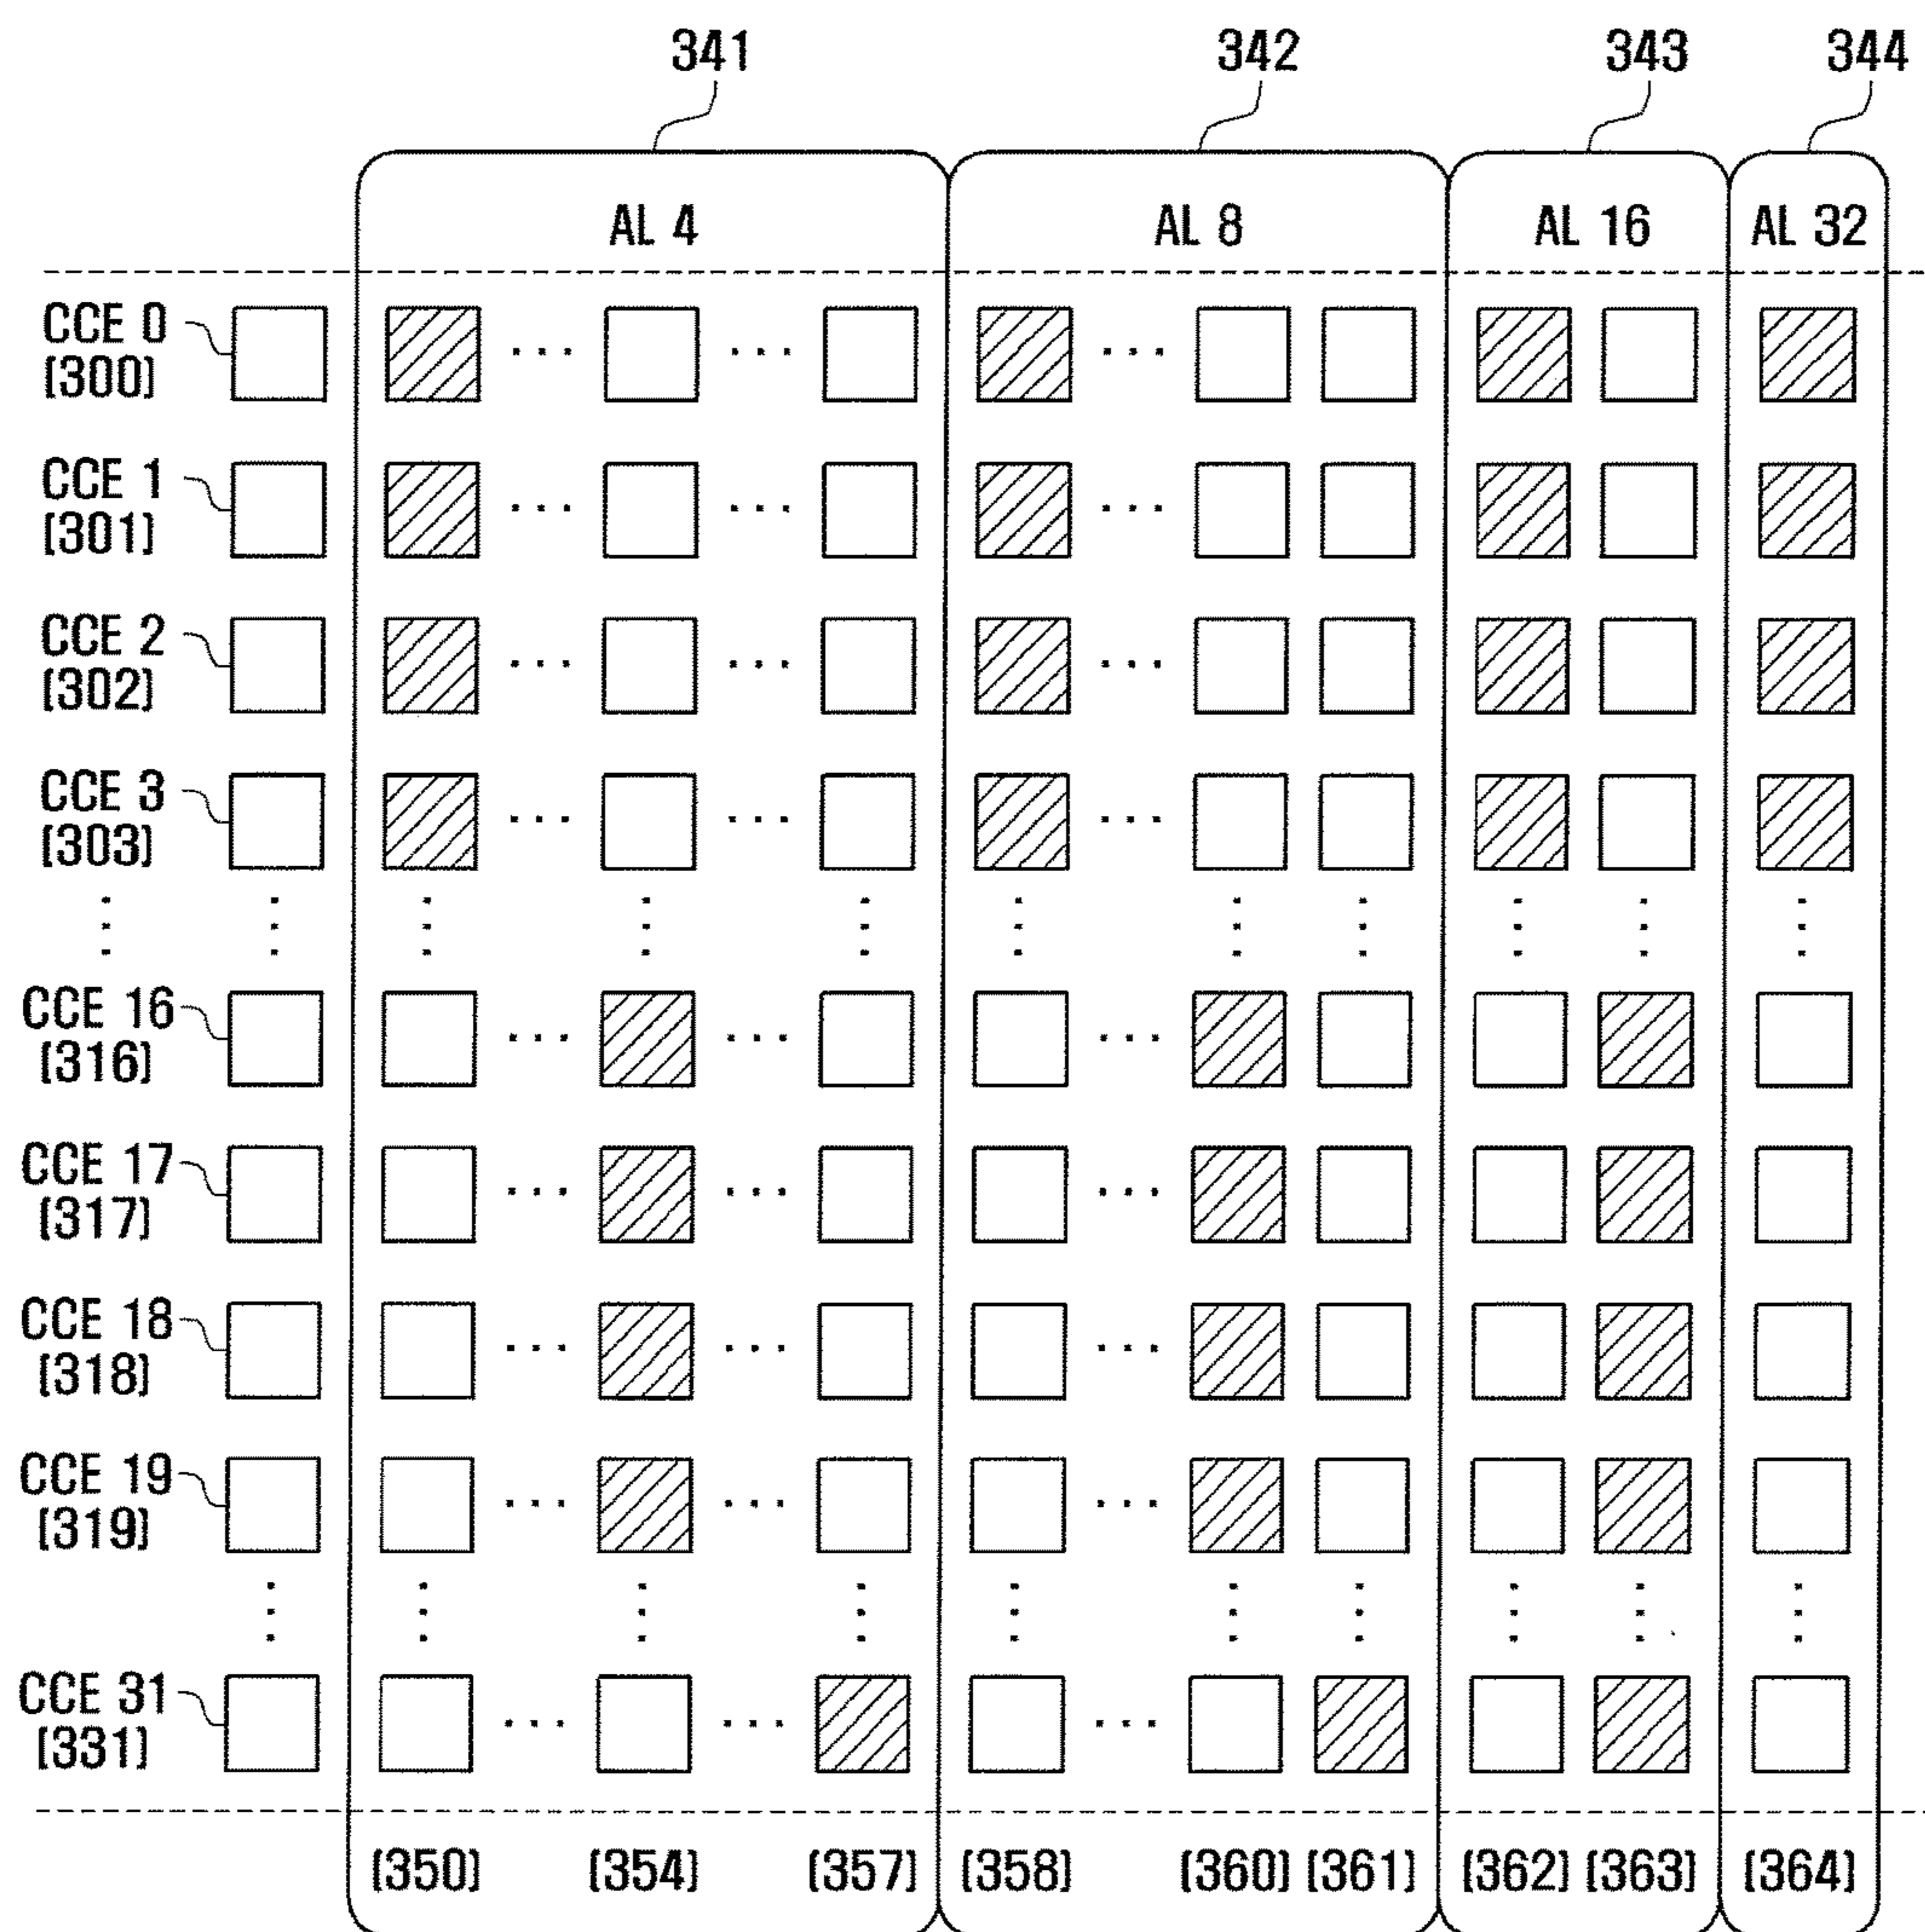 341 342 343 344
AL 4 AL 8 AL 16 AL 32
CCE 0
[300]
CCE 1
[301]
CCE 2
[302]
CCE 3
[303]
CCE 16
[316]
CCE 17
[317]
CCE 18
[318]
CCE 19
[319]
CCE 31
[331]
[350] [354] [357] [358] [360] [361] [362] [363] [364]